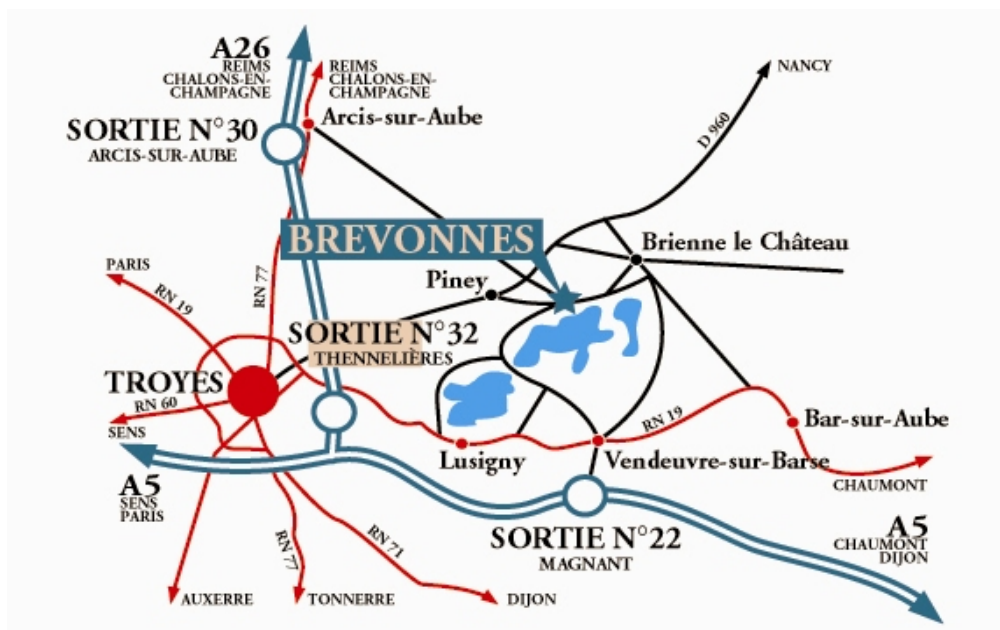 A26
REIMS
CHALONS-EN-
CHAMPAGNE
REIMS
CHALONS-EN-
CHAMPAGNE
NANCY
SORTIE N°30
ARCIS-SUR-AUBE
Arcis-sur-Aube
D 960
BREVONNES
Brienne le Château
PARIS
RN 19
RN 77
Piney
SORTIE N°32
THENNELIÈRES
TROYES
RN 60
SENS
RN 19
Bar-sur-Aube
Lusigny
Vendeuvre-sur-Barse
CHAUMONT
A5
SENS
PARIS
SORTIE N°22
MAGNANT
A5
CHAUMONT
DIJON
RN 77
RN 71
AUXERRE
TONNERRE
DIJON